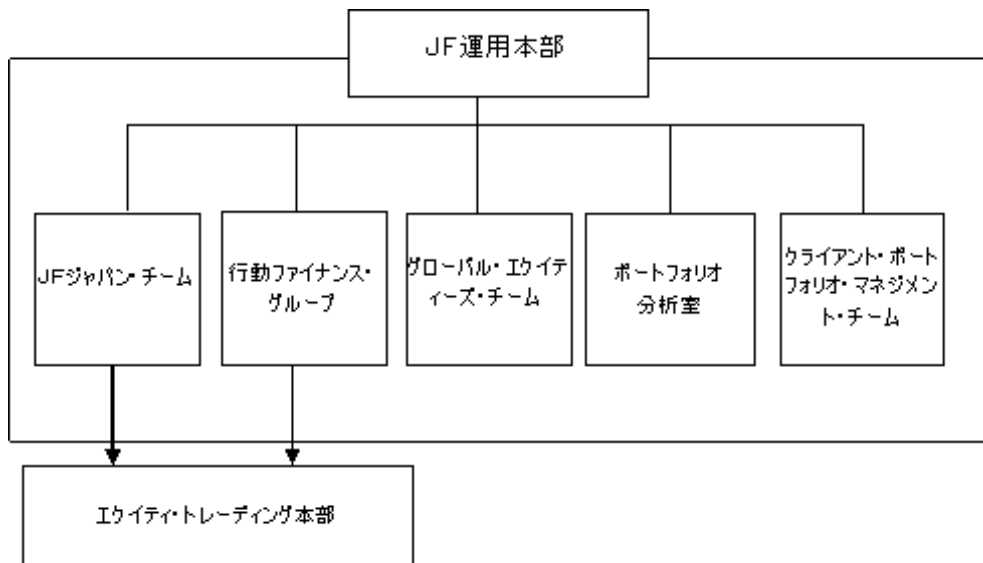 JF運用本部
JFジャパン・チーム
行動ファイナンス・
グループ
グローバル・エクイテ
ィーズ・チーム
ポートフォリオ
分析室
クライアント・ポート
フォリオ・マネジメン
ト・チーム
エクイティ・トレーディング本部